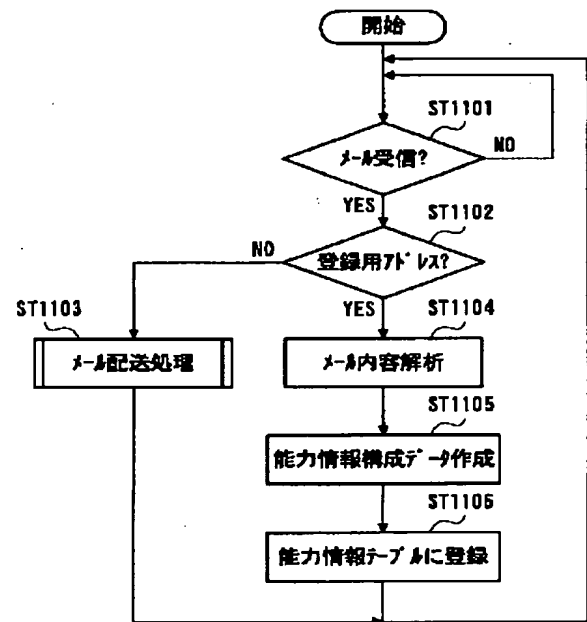 開始
ST1101
メール受信?
NO
YES
ST1102
登録用アドレス?
NO
YES
ST1103
メール配送処理
ST1104
メール内容解析
ST1105
能力情報構成データ作成
ST1106
能力情報テーブルに登録